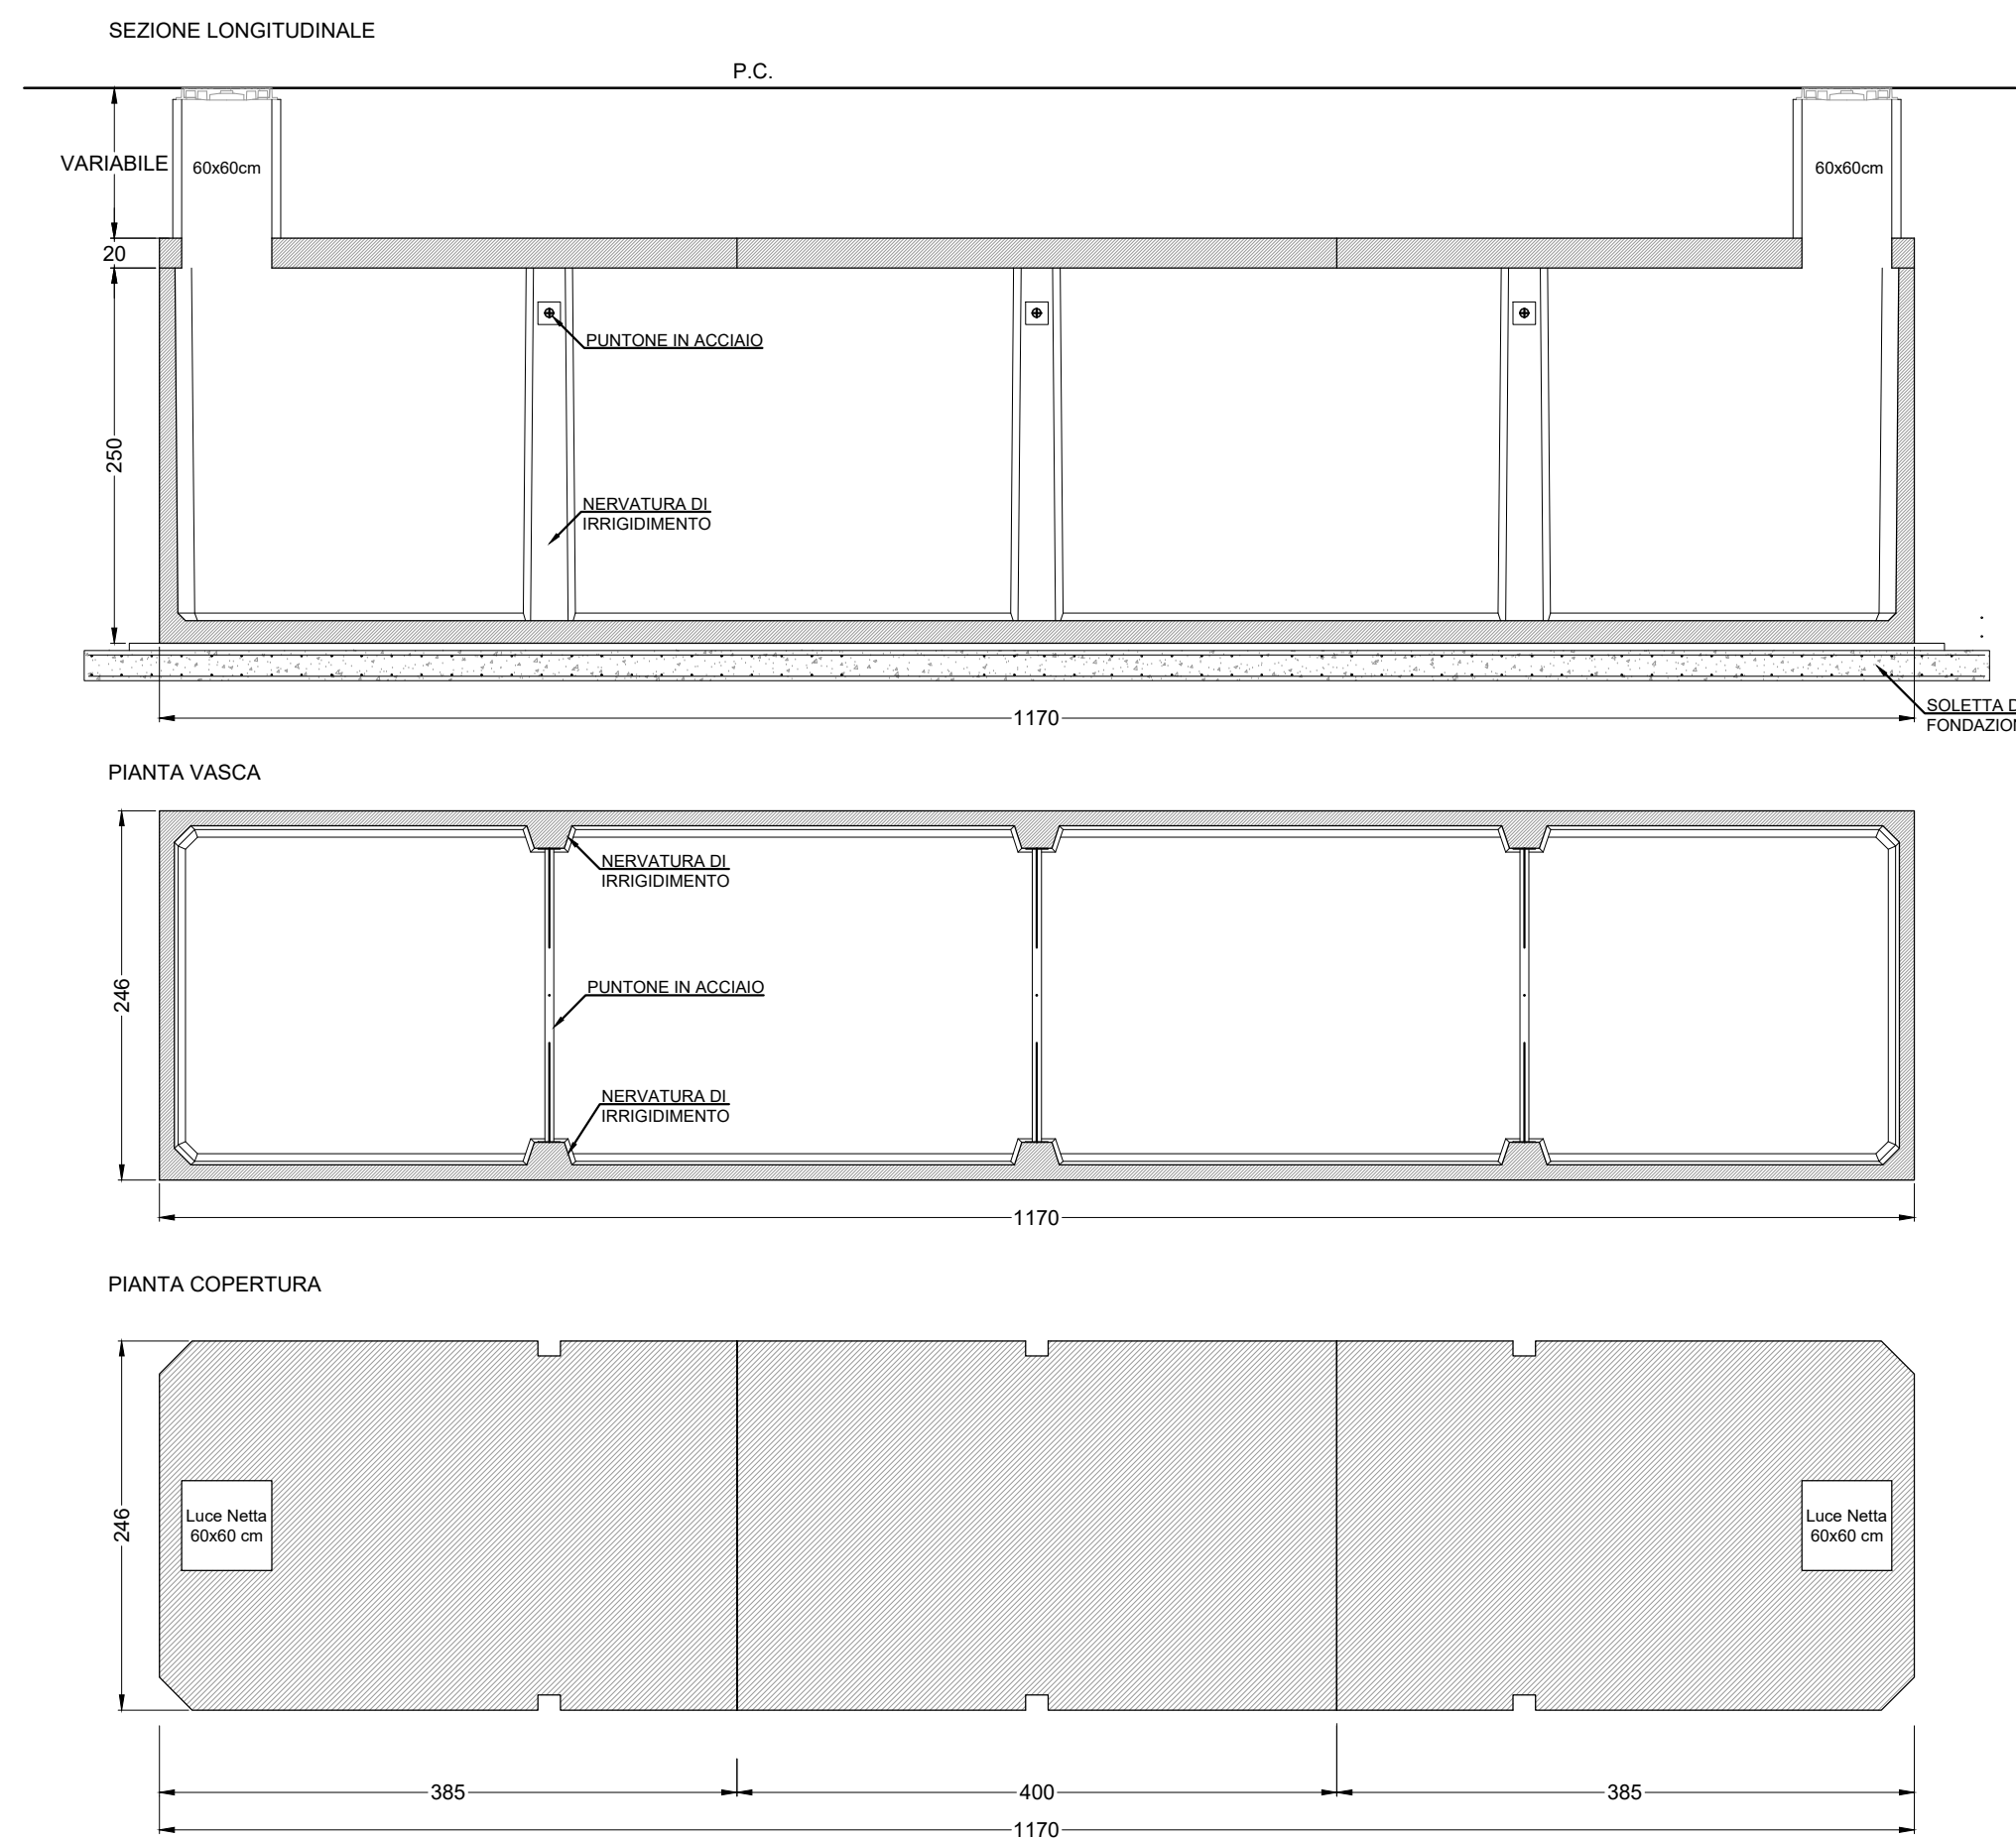 SEZIONE LONGITUDINALE
P.C.
VARIABILE
60x60cm
60x60cm
20
PUNTONE IN ACCIAIO
250
NERVATURA DI
IRRIGIDIMENTO
SOLETTA D
FONDAZION
1170
PIANTA VASCA
NERVATURA DI
IRRIGIDIMENTO
246
PUNTONE IN ACCIAIO
NERVATURA DI
IRRIGIDIMENTO
1170
PIANTA COPERTURA
246
Luce Netta
60x60 cm
Luce Netta
60x60 cm
385
400
385
1170